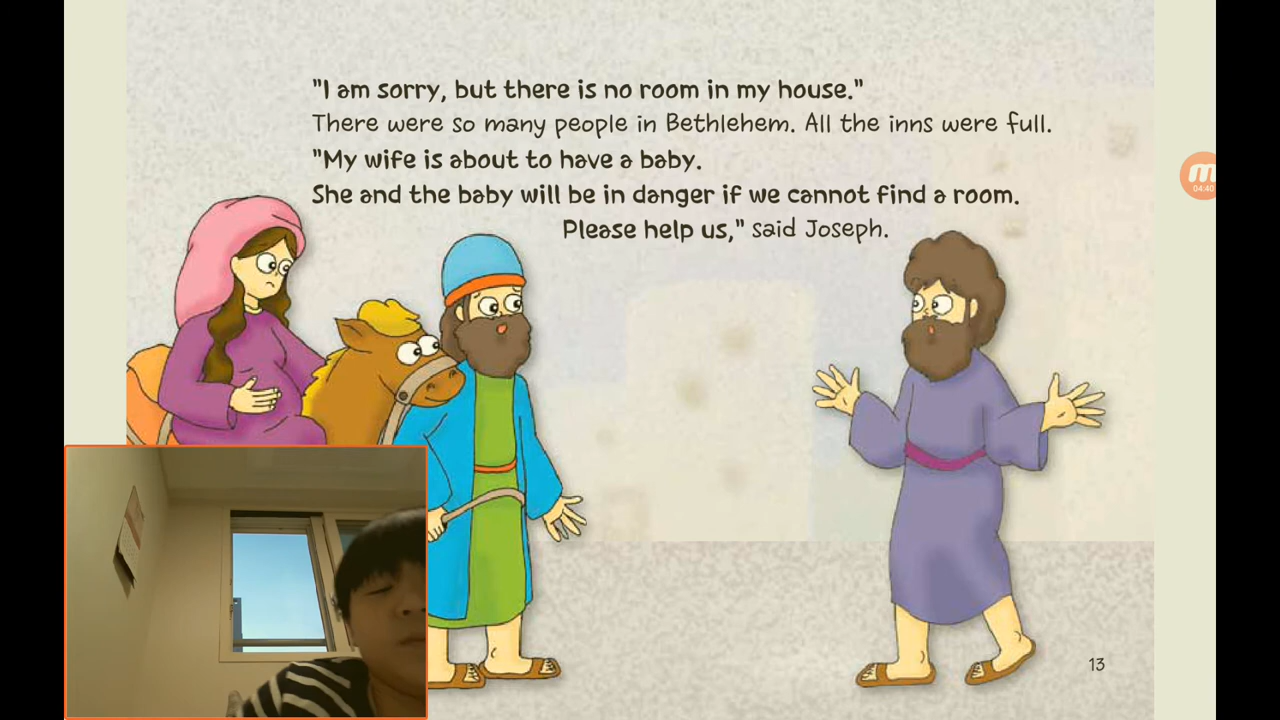 "I am sorry, but there is no room in my house."
There were so many people in Bethlehem. All the inns were full.
"My wife is about to have a baby.
She and the baby will be in danger if we cannot find a room.
Please help us," said Joseph.
04:40
13